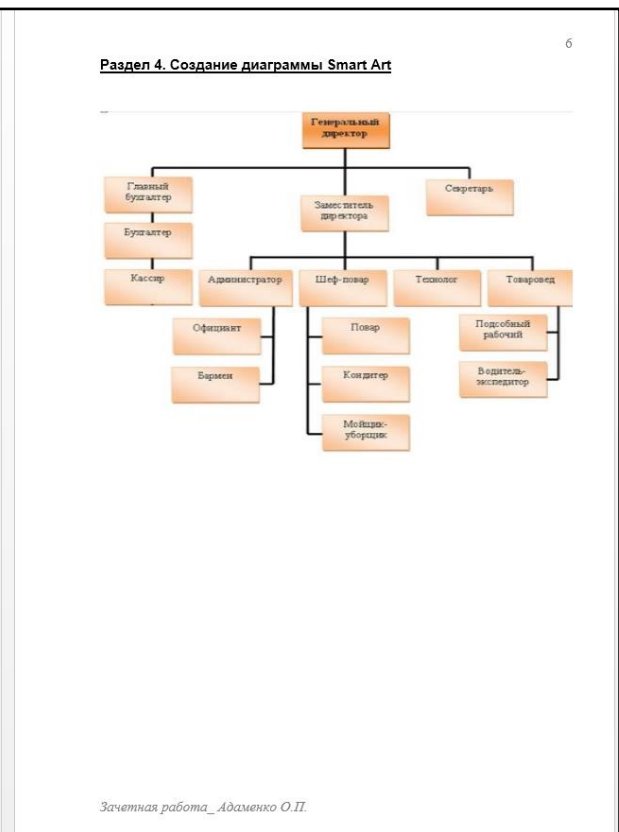 6
Раздел 4. Создание диаграммы Smart Art
Генеральный
директор
Главный
бухгалтер
Заместитель
директора
Секретарь
Бухгалтер
Кассир
Администратор
Шеф-повар
Технолог
Товаровед
Официант
Повар
Подсобный
рабочий
Бармен
Кондитер
Водитель-
экспедитор
Мойщик-
уборщик
Зачетная работа_ Адаменко О.П.